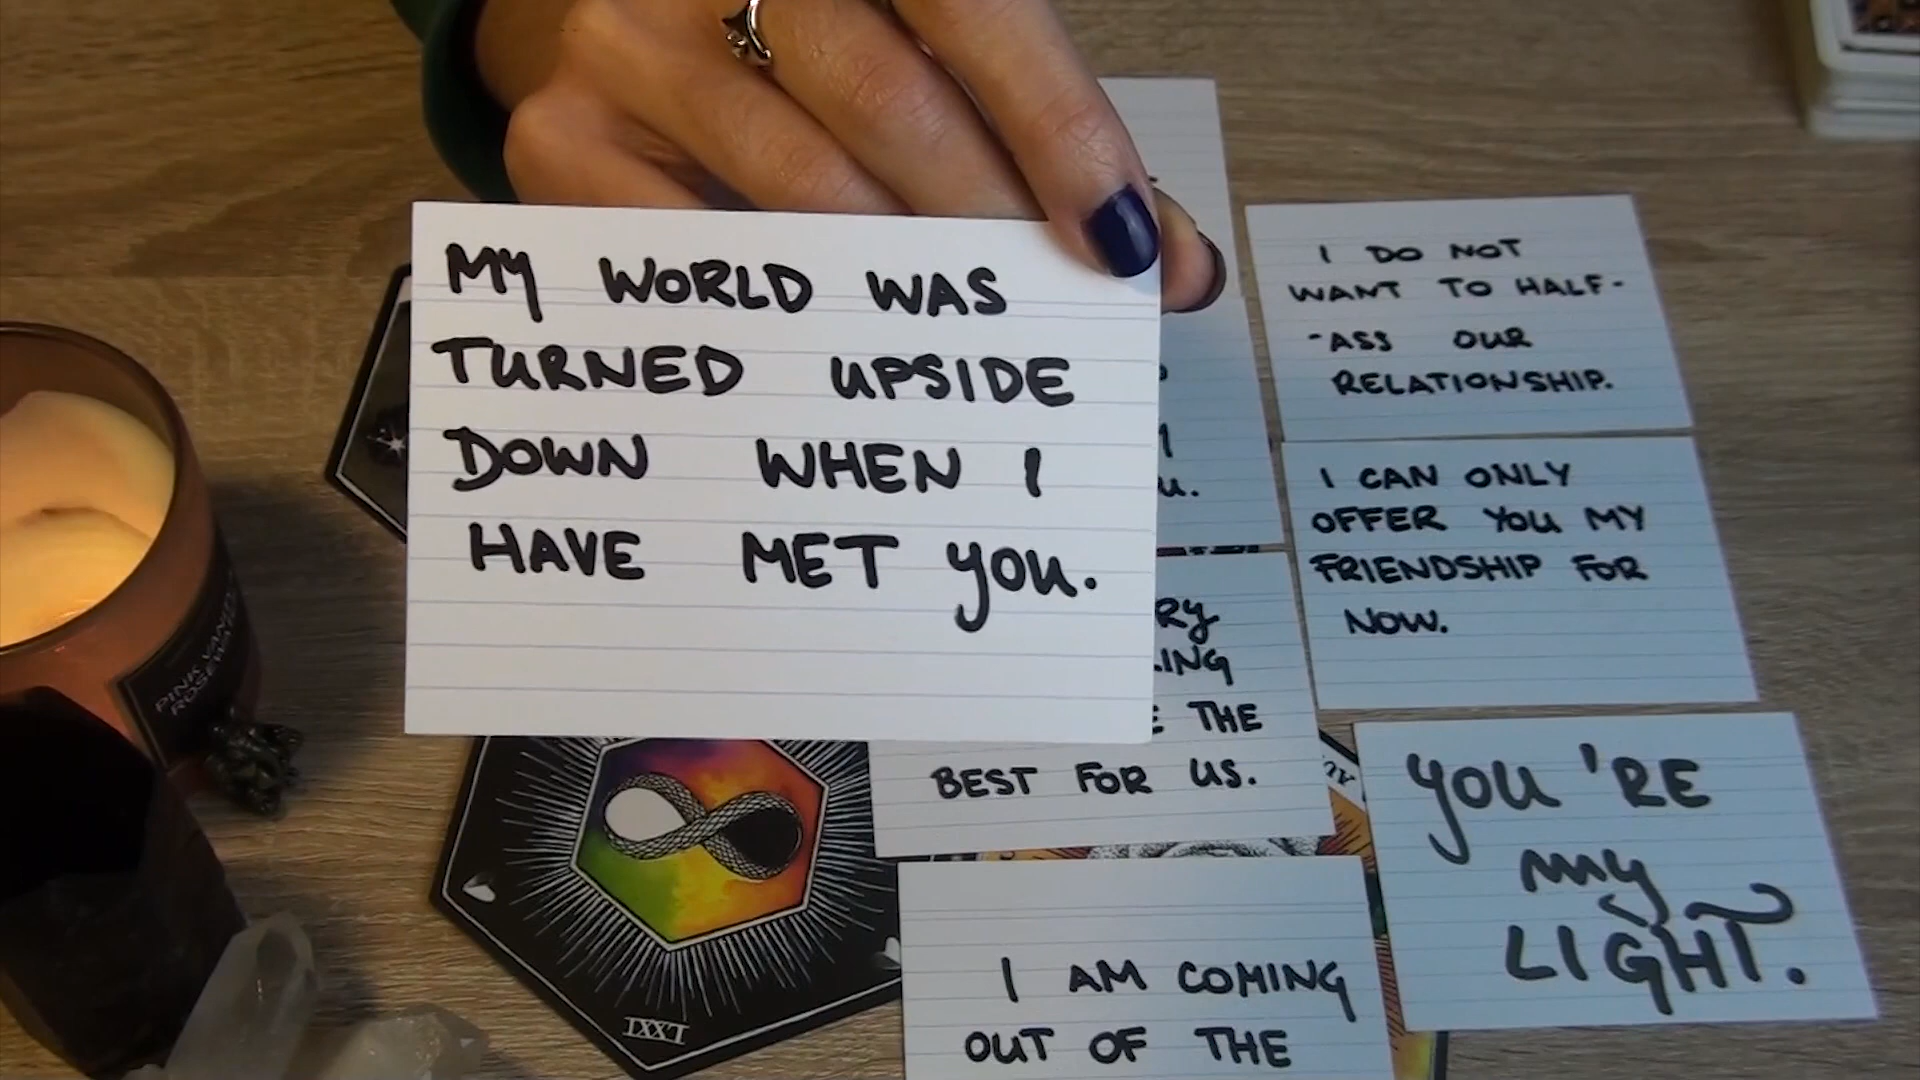 MY WORLD WAS
TURNED UPSIDE
DOWN WHEN I
HAVE MET YOU.
I DO NOT
WANT TO HALF-
-ASS OUR
RELATIONSHIP.
I CAN ONLY
OFFER YOU MY
FRIENDSHIP FOR
NOW.
THE
BEST FOR US.
YOU'RE
MY
LIGHT.
I AM COMING
OUT OF THE
PINK
LXXI